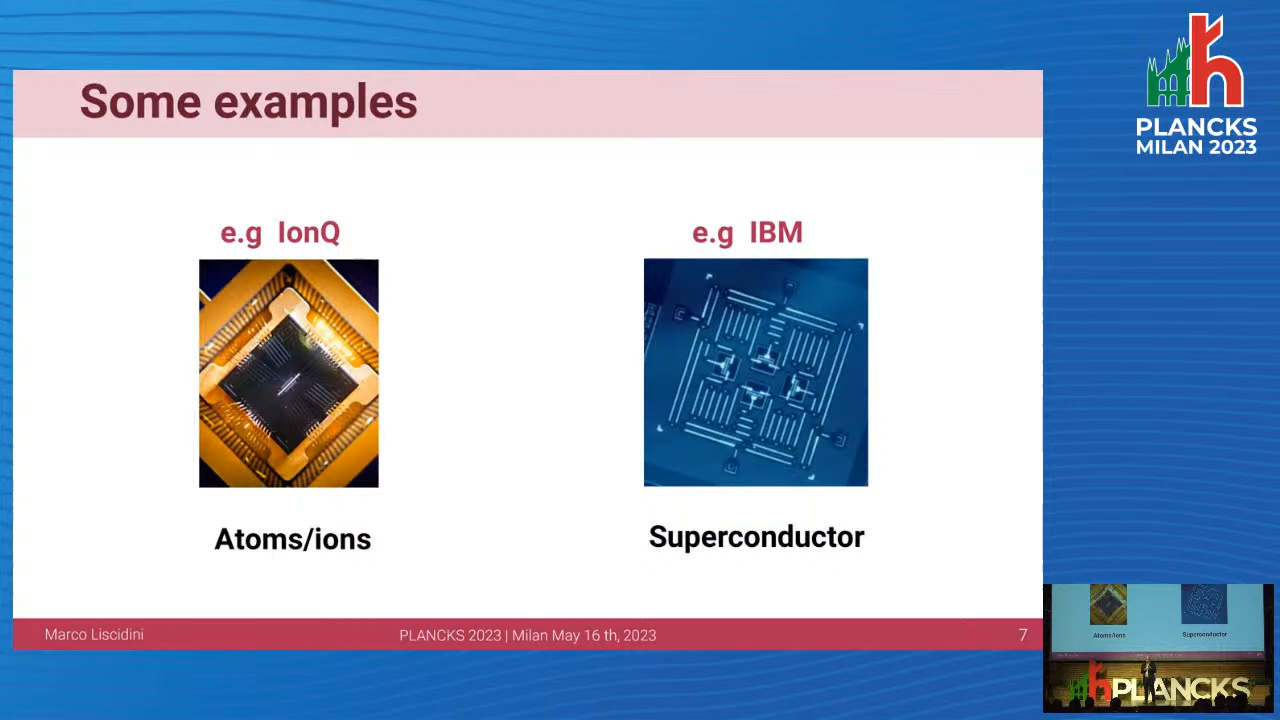 Some examples
e.g IonQ
e.g IBM
Atoms/ions
Superconductor
Marco Liscidini
PLANCKS 2023 | Milan May 16 th, 2023
7
PLANCKS
MILAN 2023
Atoms/ions
Superconductor
PLANCKS